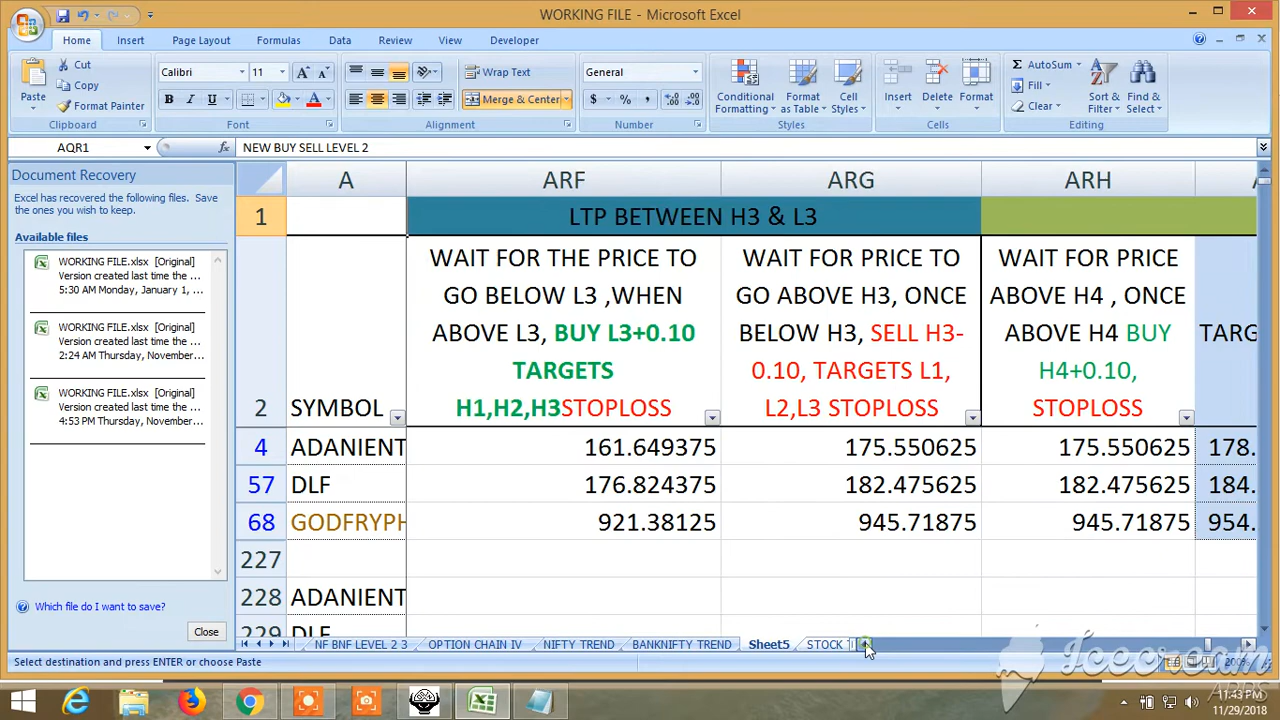 WORKING FILE - Microsoft Excel
Home Insert Page Layout Formulas Data Review View Developer
Paste Cut Copy Format Painter Clipboard
Calibri 11 B I U Font
Wrap Text Merge & Center Alignment
General $ % , Number
Conditional Formatting Format as Table Cell Styles Styles
Insert Delete Format Cells
Σ AutoSum Fill Clear Sort & Filter Find & Select Editing
AQR1 fx NEW BUY SELL LEVEL 2
Document Recovery
Excel has recovered the following files. Save
the ones you wish to keep.
Available files
WORKING FILE.xlsx [Original]
Version created last time the ...
5:30 AM Monday, January 1, ...
WORKING FILE.xlsx [Original]
Version created last time the ...
2:24 AM Thursday, November...
WORKING FILE.xlsx [Original]
Version created last time the ...
4:53 PM Thursday, November...
Which file do I want to save?
Close
A ARF ARG ARH
1 LTP BETWEEN H3 & L3
WAIT FOR THE PRICE TO
GO BELOW L3 ,WHEN
ABOVE L3, BUY L3+0.10
TARGETS
H1,H2,H3STOPLOSS
WAIT FOR PRICE TO
GO ABOVE H3, ONCE
BELOW H3, SELL H3-
0.10, TARGETS L1,
L2,L3 STOPLOSS
WAIT FOR PRICE
ABOVE H4 , ONCE
ABOVE H4 BUY
H4+0.10,
STOPLOSS
TARG
2 SYMBOL
4 ADANIENT 161.649375 175.550625 175.550625 178.
57 DLF 176.824375 182.475625 182.475625 184.
68 GODFRYPH 921.38125 945.71875 945.71875 954.
227
228 ADANIENT
229 DLF
NF BNF LEVEL 2 3 OPTION CHAIN IV NIFTY TREND BANKNIFTY TREND Sheet5 STOCK
Select destination and press ENTER or choose Paste
200%
Icecream
APPS
11:43 PM
11/29/2018